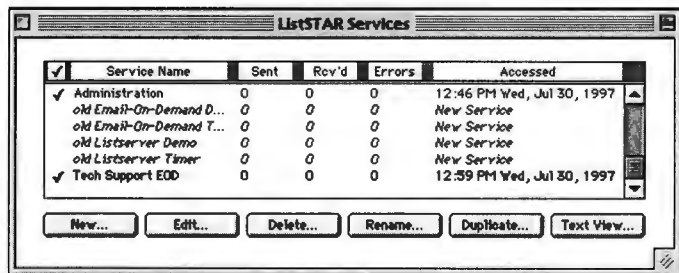 ListSTAR Services
✓ Service Name Sent Rcv'd Errors Accessed
✓ Administration 0 0 0 12:46 PM Wed, Jul 30, 1997
old Email-On-Demand D... 0 0 0 New Service
old Email-On-Demand T... 0 0 0 New Service
old Listserver Demo 0 0 0 New Service
old Listserver Timer 0 0 0 New Service
✓ Tech Support EOD 0 0 0 12:59 PM Wed, Jul 30, 1997
New... Edit... Delete... Rename... Duplicate... Text View...